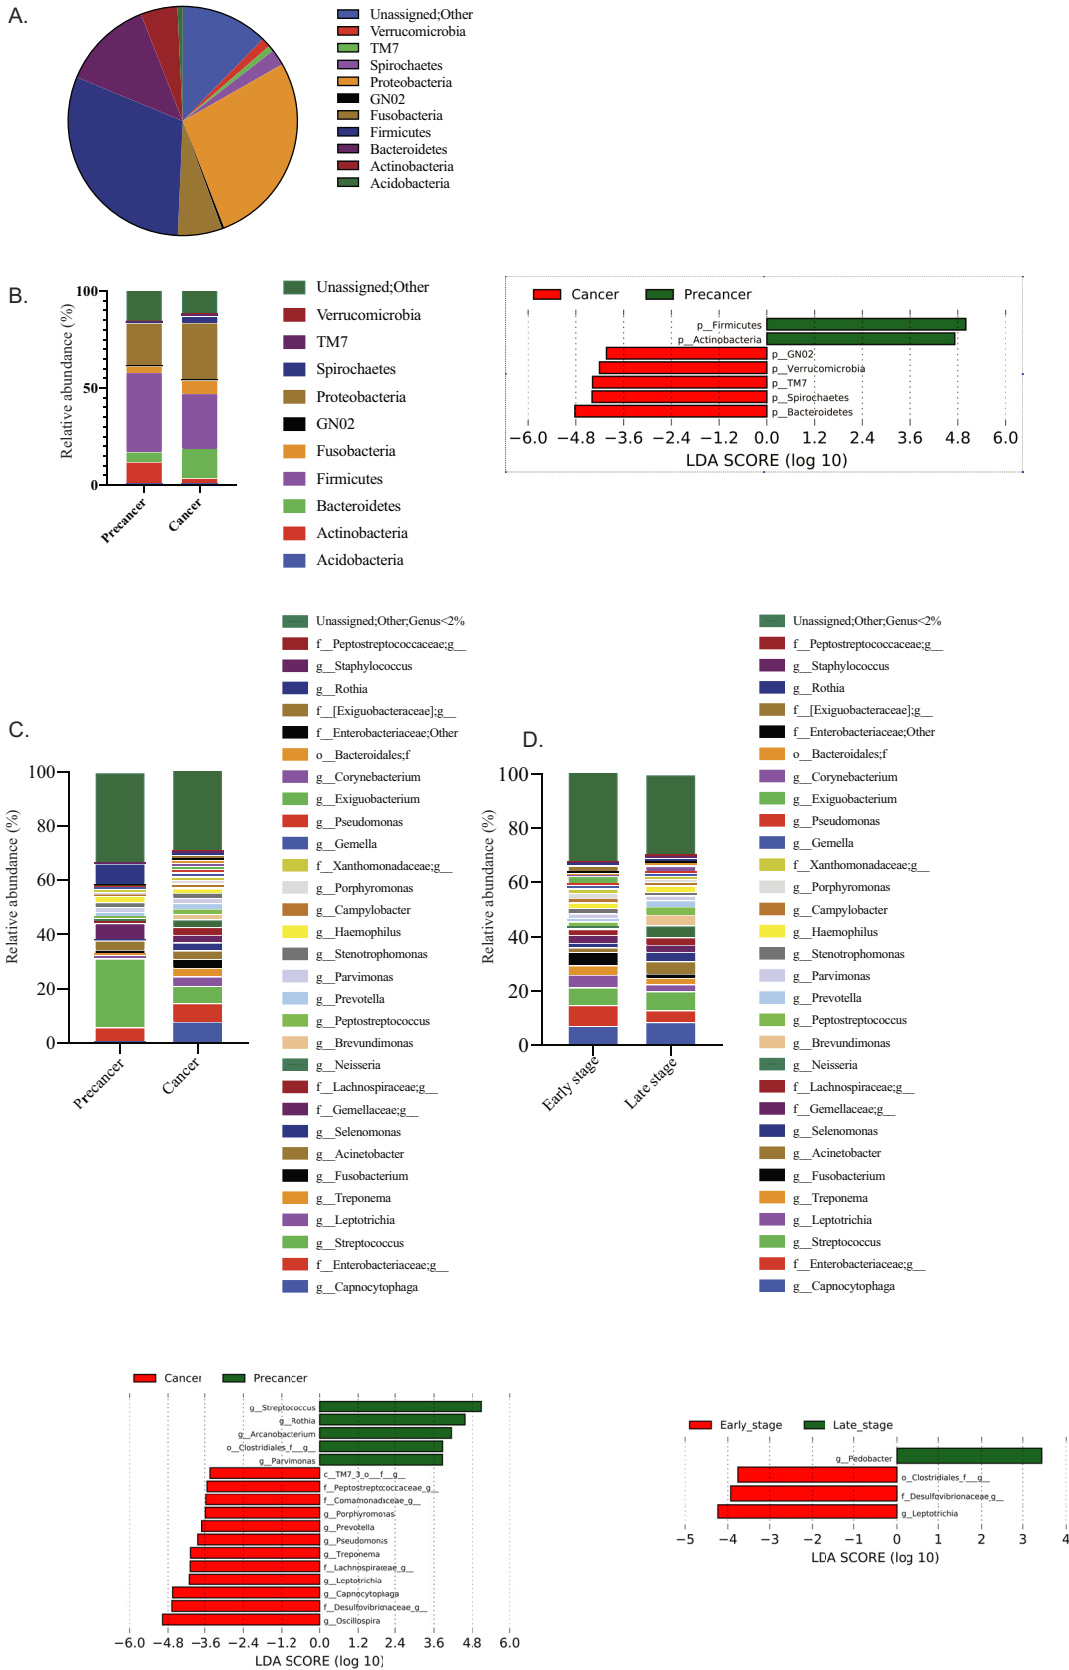 A.
Unassigned;Other
Verrucomicrobia
TM7
Spirochaetes
Proteobacteria
GN02
Fusobacteria
Firmicutes
Bacteroidetes
Actinobacteria
Acidobacteria
B.
Relative abundance (%)
100
50
0
Precancer
Cancer
Unassigned;Other
Verrucomicrobia
TM7
Spirochaetes
Proteobacteria
GN02
Fusobacteria
Firmicutes
Bacteroidetes
Actinobacteria
Acidobacteria
Cancer Precancer
p__Firmicutes
p__Actinobacteria
p__GN02
p__Verrucomicrobia
p__TM7
p__Spirochaetes
p__Bacteroidetes
−6.0 −4.8 −3.6 −2.4 −1.2 0.0 1.2 2.4 3.6 4.8 6.0
LDA SCORE (log 10)
C.
Relative abundance (%)
100
80
60
40
20
0
Precancer
Cancer
Unassigned;Other;Genus<2%
f__Peptostreptococcaceae;g__
g__Staphylococcus
g__Rothia
f__[Exiguobacteraceae];g__
f__Enterobacteriaceae;Other
o__Bacteroidales;f
g__Corynebacterium
g__Exiguobacterium
g__Pseudomonas
g__Gemella
f__Xanthomonadaceae;g__
g__Porphyromonas
g__Campylobacter
g__Haemophilus
g__Stenotrophomonas
g__Parvimonas
g__Prevotella
g__Peptostreptococcus
g__Brevundimonas
g__Neisseria
f__Lachnospiraceae;g__
f__Gemellaceae;g__
g__Selenomonas
g__Acinetobacter
g__Fusobacterium
g__Treponema
g__Leptotrichia
g__Streptococcus
f__Enterobacteriaceae;g__
g__Capnocytophaga
D.
Relative abundance (%)
100
80
60
40
20
0
Early stage
Late stage
Unassigned;Other;Genus<2%
f__Peptostreptococcaceae;g__
g__Staphylococcus
g__Rothia
f__[Exiguobacteraceae];g__
f__Enterobacteriaceae;Other
o__Bacteroidales;f
g__Corynebacterium
g__Exiguobacterium
g__Pseudomonas
g__Gemella
f__Xanthomonadaceae;g__
g__Porphyromonas
g__Campylobacter
g__Haemophilus
g__Stenotrophomonas
g__Parvimonas
g__Prevotella
g__Peptostreptococcus
g__Brevundimonas
g__Neisseria
f__Lachnospiraceae;g__
f__Gemellaceae;g__
g__Selenomonas
g__Acinetobacter
g__Fusobacterium
g__Treponema
g__Leptotrichia
g__Streptococcus
f__Enterobacteriaceae;g__
g__Capnocytophaga
Cancer Precancer
g__Streptococcus
g__Rothia
g__Arcanobacterium
o__Clostridiales_f__g__
g__Parvimonas
c__TM7_3_o__f__g__
f__Peptostreptococcaceae_g__
f__Comamonadaceae_g__
g__Porphyromonas
g__Prevotella
g__Pseudomonas
g__Treponema
f__Lachnospiraceae_g__
g__Leptotrichia
g__Capnocytophaga
f__Desulfovibrionaceae_g__
g__Oscillospira
−6.0 −4.8 −3.6 −2.4 −1.2 0.0 1.2 2.4 3.6 4.8 6.0
LDA SCORE (log 10)
Early_stage Late_stage
g__Pedobacter
o_Clostridiales_f__g__
f_Desulfovibrionaceae_g__
g_Leptotrichia
−5 −4 −3 −2 −1 0 1 2 3 4
LDA SCORE (log 10)